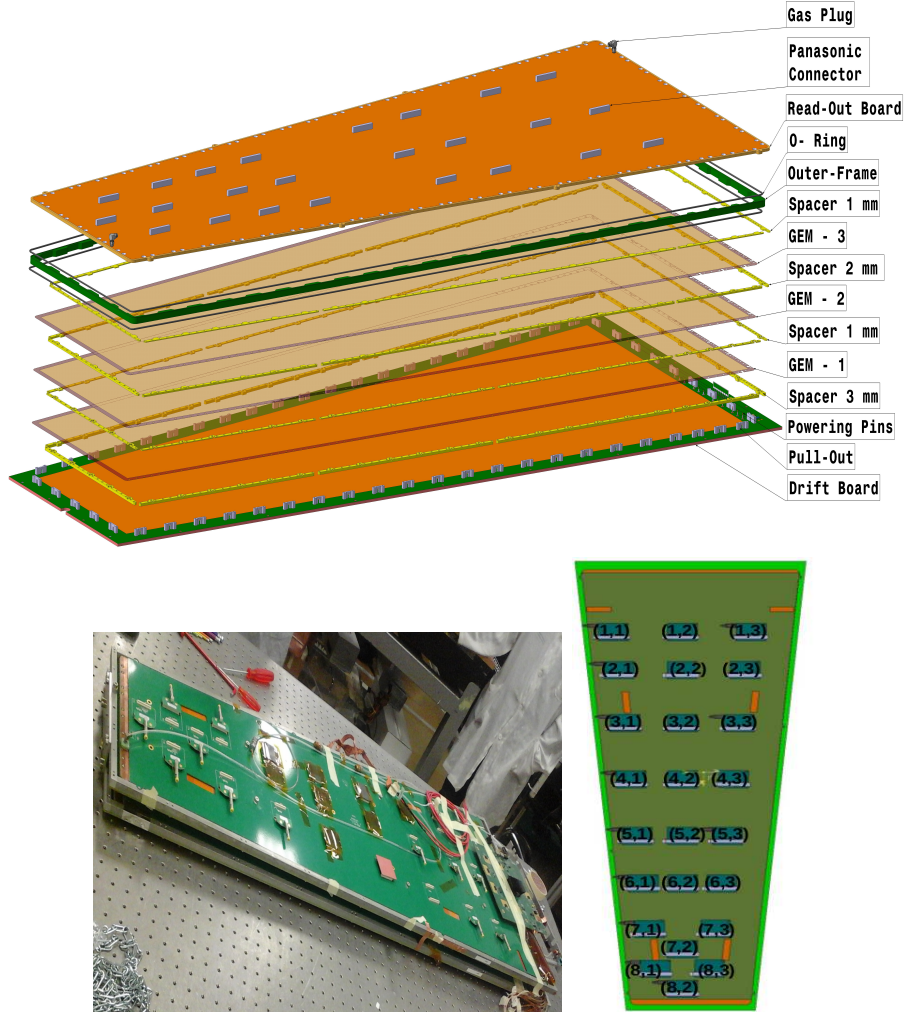 Gas Plug
Panasonic
Connector
Read-Out Board
O- Ring
Outer-Frame
Spacer 1 mm
GEM - 3
Spacer 2 mm
GEM - 2
Spacer 1 mm
GEM - 1
Spacer 3 mm
Powering Pins
Pull-Out
Drift Board
(1,1) (1,2) (1,3)
(2,1) (2,2) (2,3)
(3,1) (3,2) (3,3)
(4,1) (4,2) (4,3)
(5,1) (5,2) (5,3)
(6,1) (6,2) (6,3)
(7,1) (7,2) (7,3)
(8,1) (8,2) (8,3)